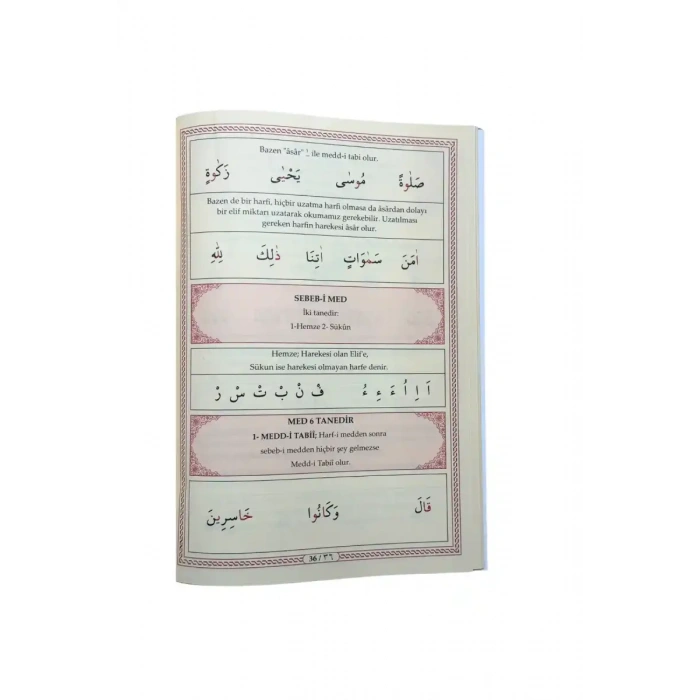 Bazen "âsâr" ـٰ ile medd-i tabi olur.
صَلٰوةً مُوسٰى يَحْيٰى زَكٰوةٍ
Bazen de bir harfi, hiçbir uzatma harfi olmasa da âsârdan dolayı
bir elif miktarı uzatarak okumamız gerekebilir. Uzatılması
gereken harfin harekesi âsâr olur.
اٰمَنَ سَمٰوَاتٍ اٰتِنَا ذٰلِكَ لِلّٰهِ
SEBEB-İ MED
İki tanedir:
1-Hemze 2- Sükûn
Hemze; Harekesi olan Elif'e,
Sükun ise harekesi olmayan harfe denir.
اَ اِ اُ ءَ ءِ ءُ فْ نْ بْ تْ سْ رْ
MED 6 TANEDİR
1- MEDD-İ TABİÎ; Harf-i medden sonra
sebeb-i medden hiçbir şey gelmezse
Medd-i Tabiî olur.
قَالَ وَكَانُوا خَاسِرِينَ
36 / ٣٦